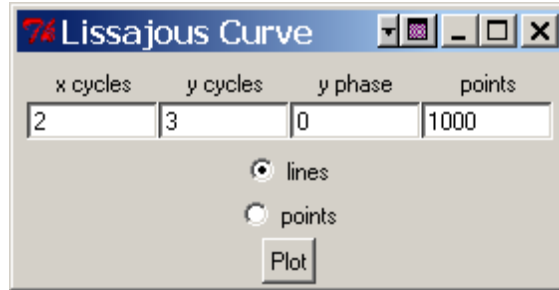 Lissajous Curve
x cycles y cycles y phase points
2 3 0 1000
lines
points
Plot